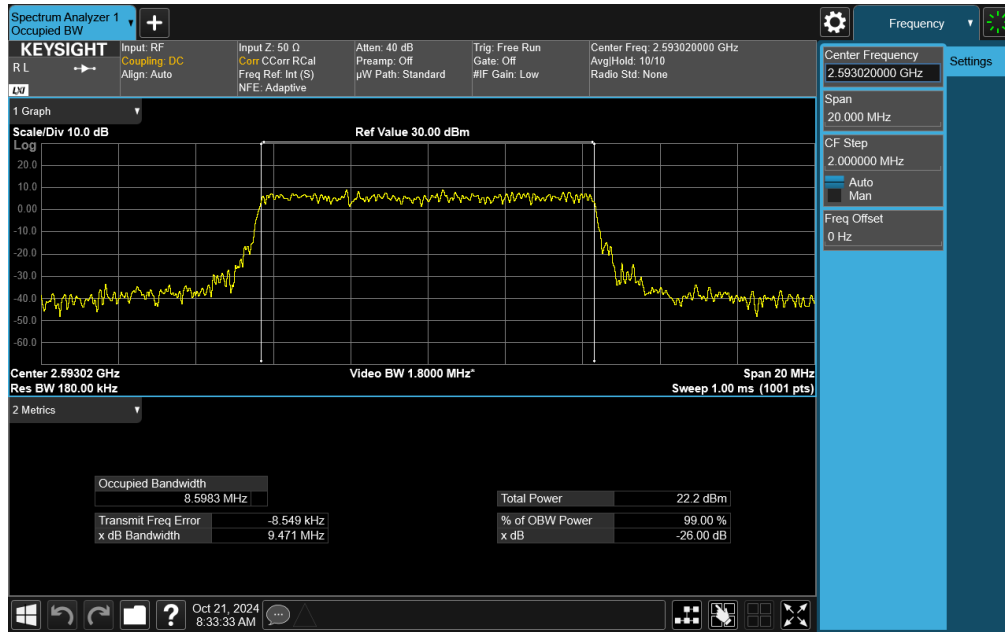 Spectrum Analyzer 1
Occupied BW
Frequency
KEYSIGHT
R L
LXI
Input: RF
Coupling: DC
Align: Auto
Input Z: 50 Ω
Corr CCorr RCal
Freq Ref: Int (S)
NFE: Adaptive
Atten: 40 dB
Preamp: Off
µW Path: Standard
Trig: Free Run
Gate: Off
#IF Gain: Low
Center Freq: 2.593020000 GHz
Avg|Hold: 10/10
Radio Std: None
Center Frequency
2.593020000 GHz
Settings
Span
20.000 MHz
CF Step
2.000000 MHz
Auto
Man
Freq Offset
0 Hz
1 Graph
Scale/Div 10.0 dB
Ref Value 30.00 dBm
Log
20.0
10.0
0.00
-10.0
-20.0
-30.0
-40.0
-50.0
-60.0
Center 2.59302 GHz
Video BW 1.8000 MHz*
Span 20 MHz
Res BW 180.00 kHz
Sweep 1.00 ms (1001 pts)
2 Metrics
Occupied Bandwidth
8.5983 MHz
Total Power 22.2 dBm
Transmit Freq Error -8.549 kHz
% of OBW Power 99.00 %
x dB Bandwidth 9.471 MHz
x dB -26.00 dB
?
Oct 21, 2024
8:33:33 AM